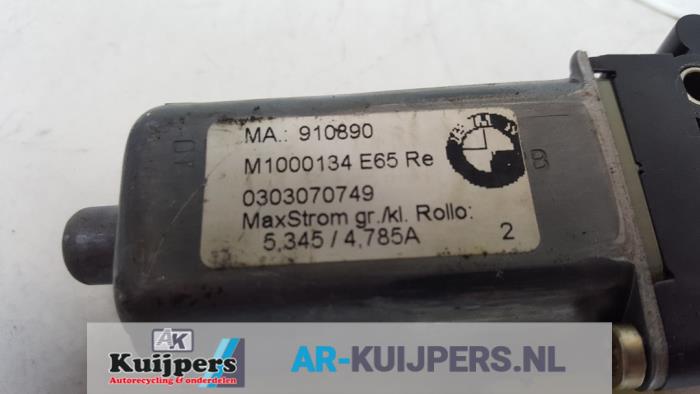 MA.: 910890
M1000134 E65 Re
0303070749
MaxStrom gr./kl. Rollo:
5,345 / 4,785A 2
AK
Kuijpers
Autorecycling & onderdelen
AR-KUIJPERS.NL